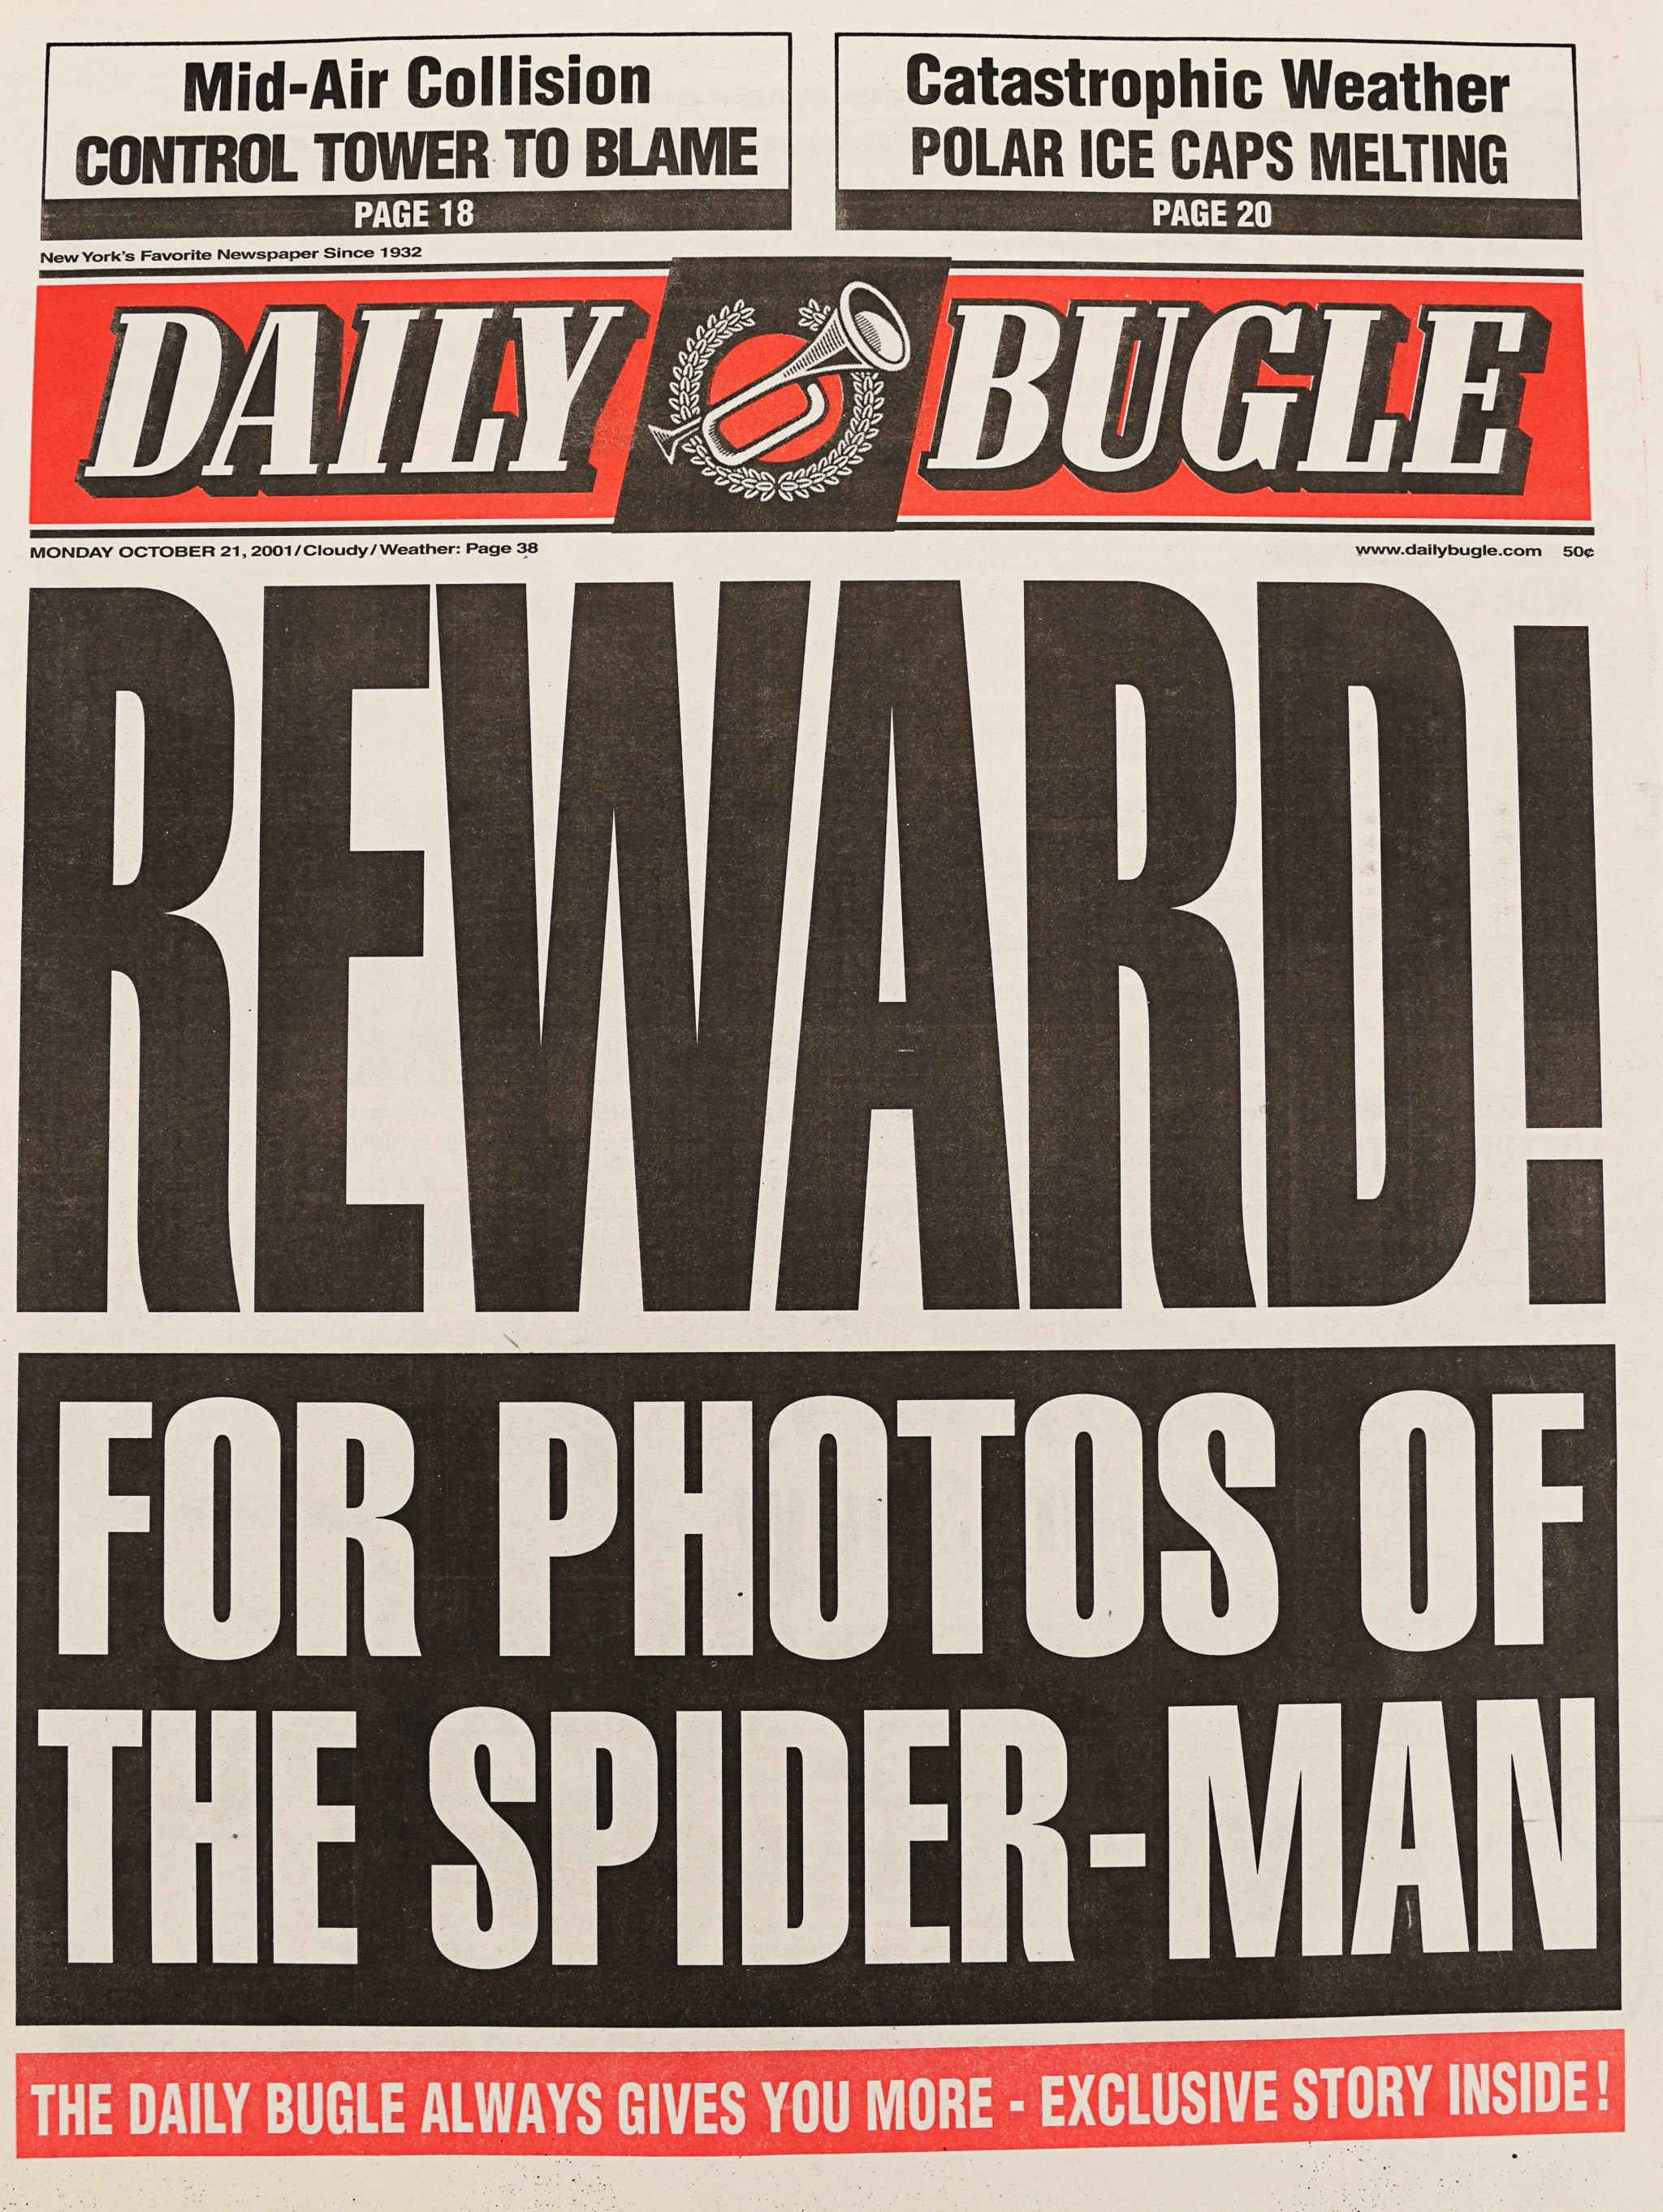 Mid-Air Collision
CONTROL TOWER TO BLAME
PAGE 18
Catastrophic Weather
POLAR ICE CAPS MELTING
PAGE 20
New York's Favorite Newspaper Since 1932
DAILY BUGLE
MONDAY OCTOBER 21, 2001/Cloudy/Weather: Page 38
www.dailybugle.com 50¢
REWARD!
FOR PHOTOS OF
THE SPIDER-MAN
THE DAILY BUGLE ALWAYS GIVES YOU MORE - EXCLUSIVE STORY INSIDE!